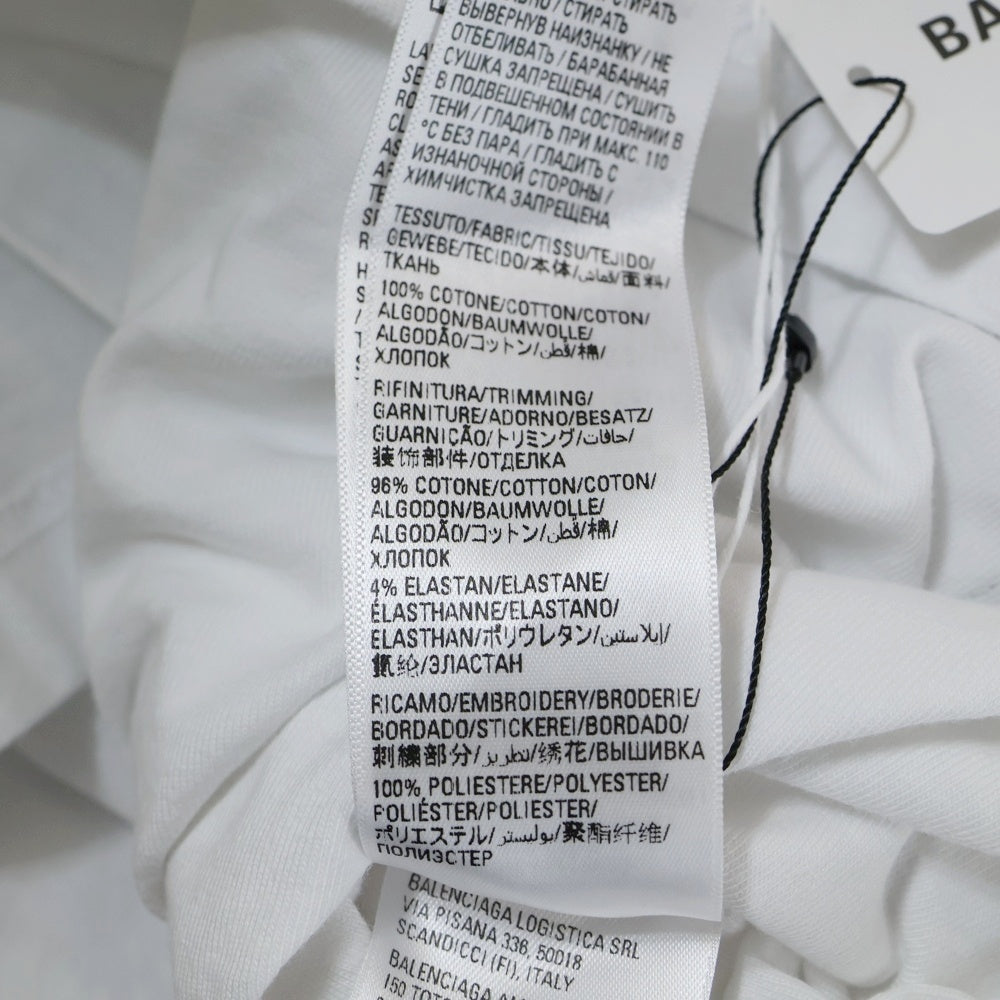 BA
СТИРАТЬ
ВЫВЕРНУВ НАИЗНАНКУ / НЕ
ОТБЕЛИВАТЬ / БАРАБАННАЯ
СУШКА ЗАПРЕЩЕНА / СУШИТЬ
В ПОДВЕШЕННОМ СОСТОЯНИИ В
ТЕНИ / ГЛАДИТЬ ПРИ МАКС. 110
°C БЕЗ ПАРА / ГЛАДИТЬ С
ИЗНАНОЧНОЙ СТОРОНЫ /
ХИМЧИСТКА ЗАПРЕЩЕНА
TESSUTO/FABRIC/TISSU/TEJIDO/
GEWEBE/TECIDO/本体/قماش/面料/
ТКАНЬ
100% COTONE/COTTON/COTON/
ALGODON/BAUMWOLLE/
ALGODÃO/コットン/قطن/棉/
ХЛОПОК
RIFINITURA/TRIMMING/
GARNITURE/ADORNO/BESATZ/
GUARNIÇÃO/トリミング/حافات/
装饰部件/ОТДЕЛКА
96% COTONE/COTTON/COTON/
ALGODON/BAUMWOLLE/
ALGODÃO/コットン/قطن/棉/
ХЛОПОК
4% ELASTAN/ELASTANE/
ÉLASTHANNE/ELASTANO/
ELASTHAN/ポリウレタン/إيلاستين/
氨纶/ЭЛАСТАН
RICAMO/EMBROIDERY/BRODERIE/
BORDADO/STICKEREI/BORDADO/
刺繍部分/تطريز/绣花/ВЫШИВКА
100% POLIESTERE/POLYESTER/
POLIÉSTER/POLIESTER/
ポリエステル/بوليستر/聚酯纤维/
ПОЛИЭСТЕР
BALENCIAGA LOGISTICA SRL
VIA PISANA 336, 50018
SCANDICCI (FI), ITALY
BALENCIAGA
150